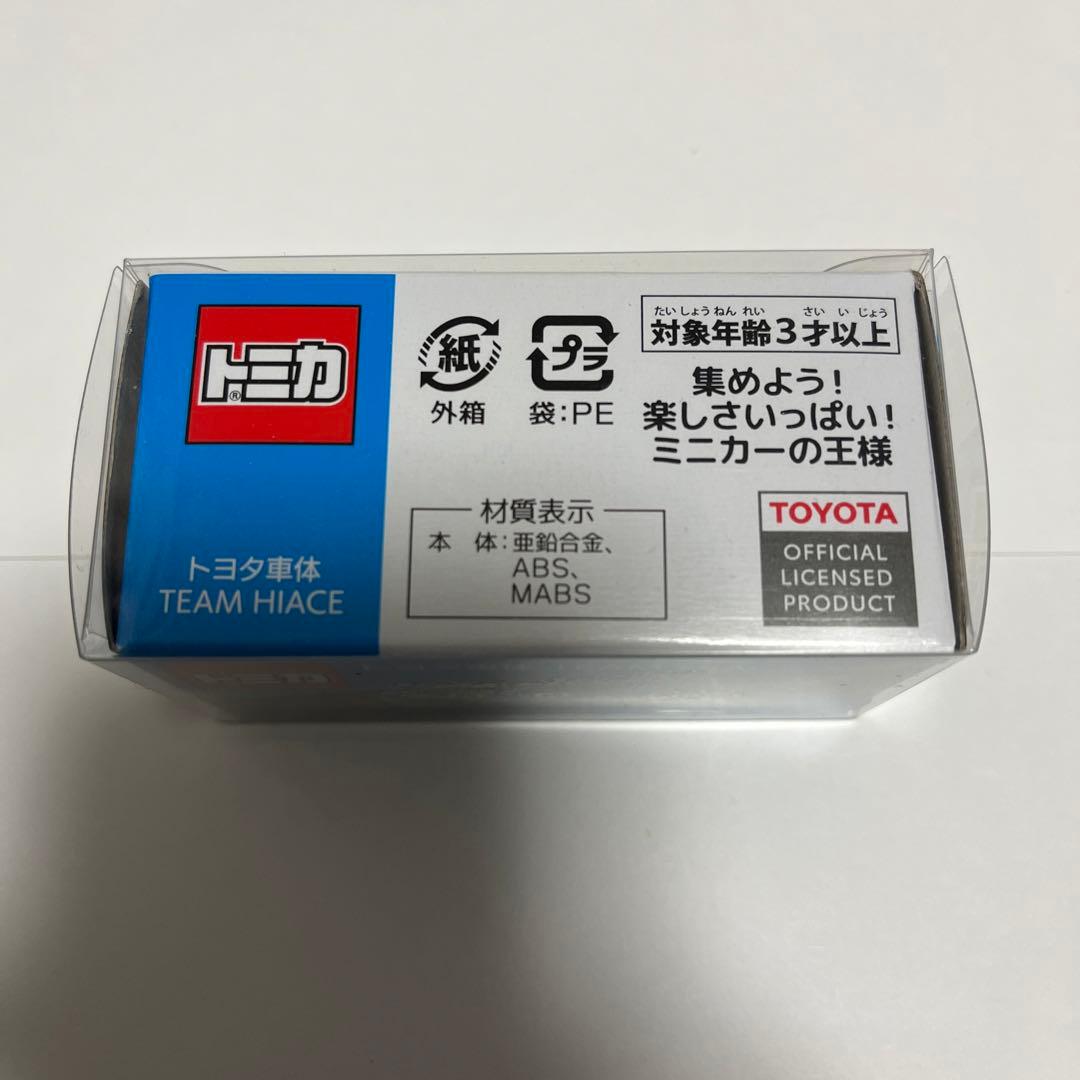 トミカ®
トヨタ車体
TEAM HIACE
紙
外箱
プラ
袋:PE
たいしょうねんれい さいいじょう
対象年齢3才以上
集めよう!
楽しさいっぱい!
ミニカーの王様
材質表示
本 体:亜鉛合金、
ABS、
MABS
TOYOTA
OFFICIAL
LICENSED
PRODUCT
トミカ